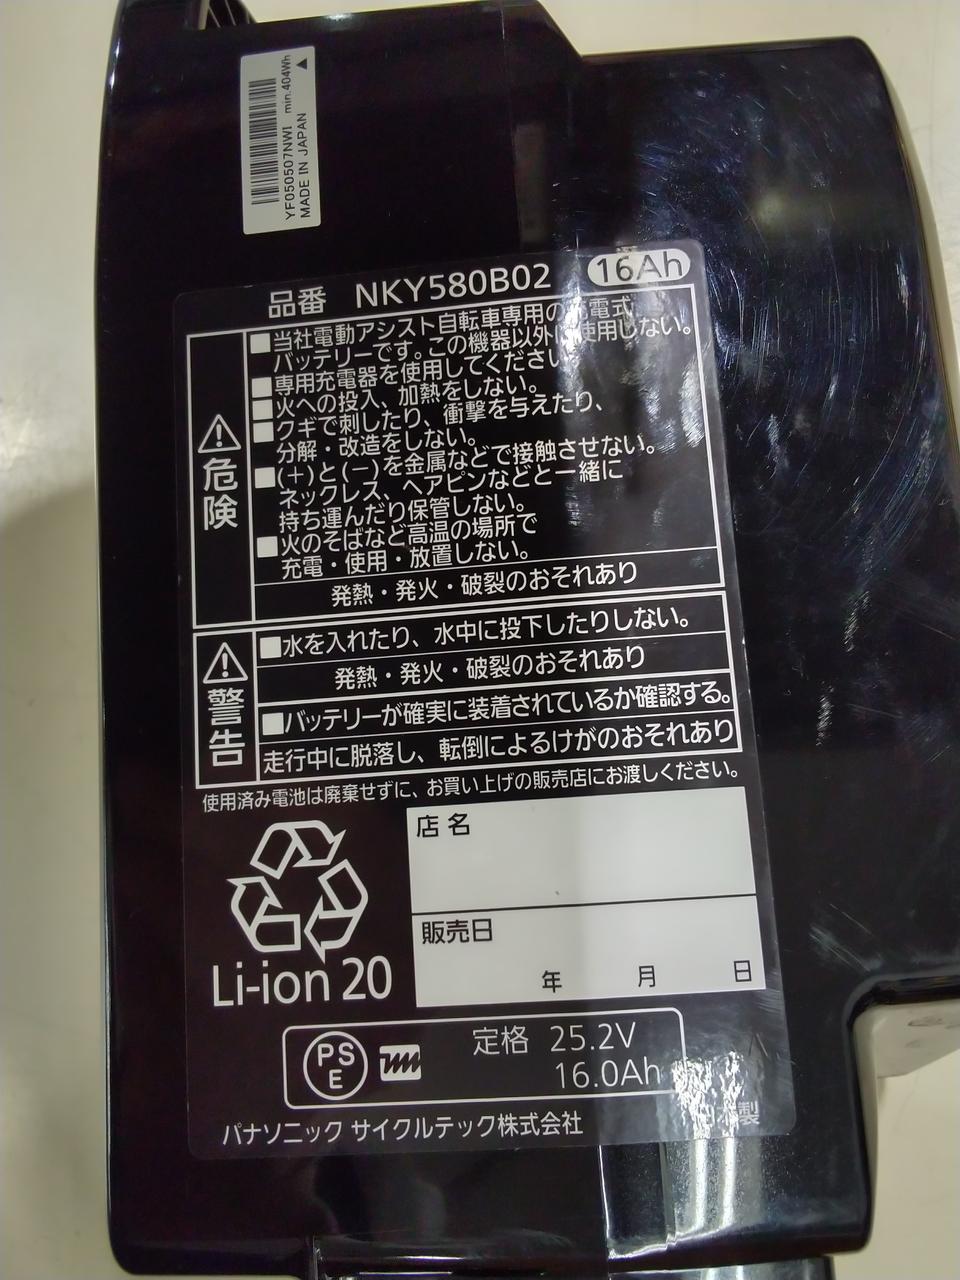 min.404Wh
YF050507NWI
MADE IN JAPAN
品番 NKY580B02 16Ah
危険
当社電動アシスト自転車専用の充電式
バッテリーです。この機器以外に使用しない。
専用充電器を使用してください。
火への投入、加熱をしない。
クギで刺したり、衝撃を与えたり、
分解・改造をしない。
(+)と(−)を金属などで接触させない。
ネックレス、ヘアピンなどと一緒に
持ち運んだり保管しない。
火のそばなど高温の場所で
充電・使用・放置しない。
発熱・発火・破裂のおそれあり
警告
水を入れたり、水中に投下したりしない。
発熱・発火・破裂のおそれあり
バッテリーが確実に装着されているか確認する。
走行中に脱落し、転倒によるけがのおそれあり
使用済み電池は廃棄せずに、お買い上げの販売店にお渡しください。
店名
販売日
年 月 日
Li-ion 20
PS
E
定格 25.2V
16.0Ah
パナソニック サイクルテック株式会社
日本製